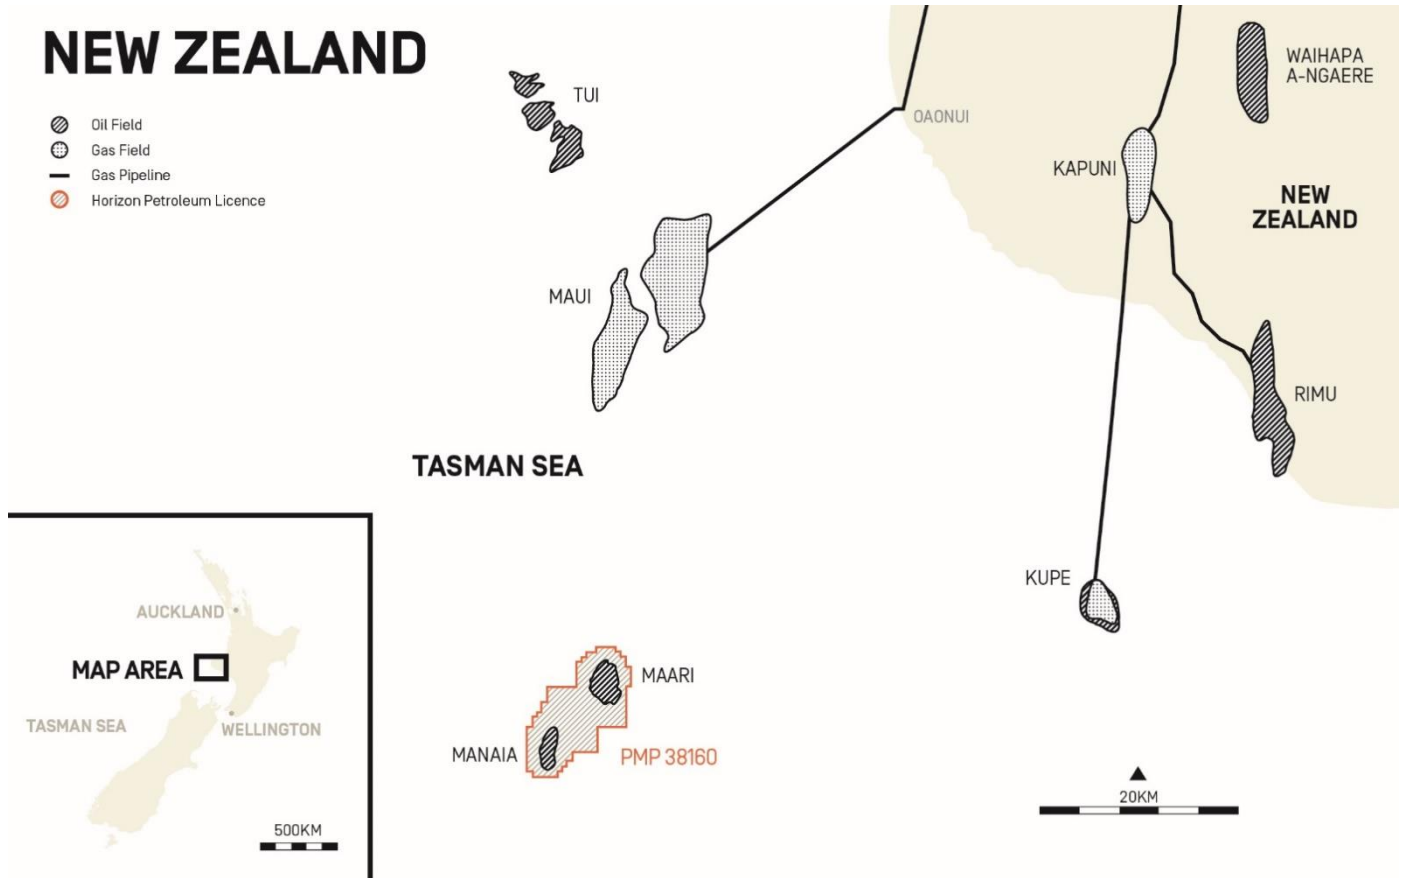 NEW ZEALAND
Oil Field
Gas Field
Gas Pipeline
Horizon Petroleum Licence
TUI
OAONUI
WAIHAPA
A-NGAERE
KAPUNI
NEW
ZEALAND
MAUI
RIMU
TASMAN SEA
KUPE
MAARI
MANAIA
PMP 38160
20KM
AUCKLAND
MAP AREA
TASMAN SEA
WELLINGTON
500KM